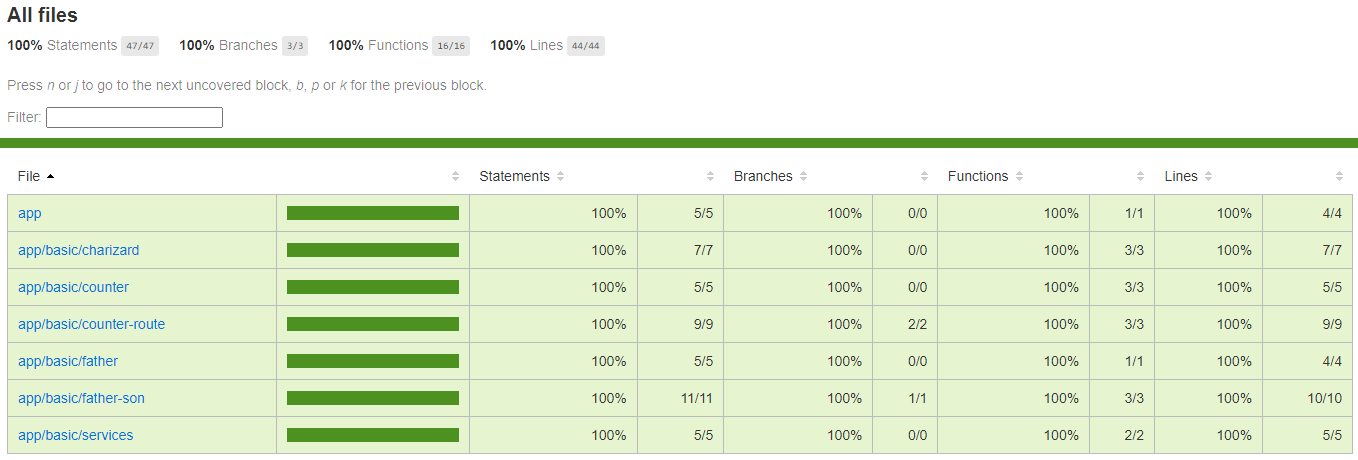 All files
100% Statements 47/47 100% Branches 3/3 100% Functions 16/16 100% Lines 44/44
Press n or j to go to the next uncovered block, b, p or k for the previous block.
Filter:
File Statements Branches Functions Lines
app 100% 5/5 100% 0/0 100% 1/1 100% 4/4
app/basic/charizard 100% 7/7 100% 0/0 100% 3/3 100% 7/7
app/basic/counter 100% 5/5 100% 0/0 100% 3/3 100% 5/5
app/basic/counter-route 100% 9/9 100% 2/2 100% 3/3 100% 9/9
app/basic/father 100% 5/5 100% 0/0 100% 1/1 100% 4/4
app/basic/father-son 100% 11/11 100% 1/1 100% 3/3 100% 10/10
app/basic/services 100% 5/5 100% 0/0 100% 2/2 100% 5/5